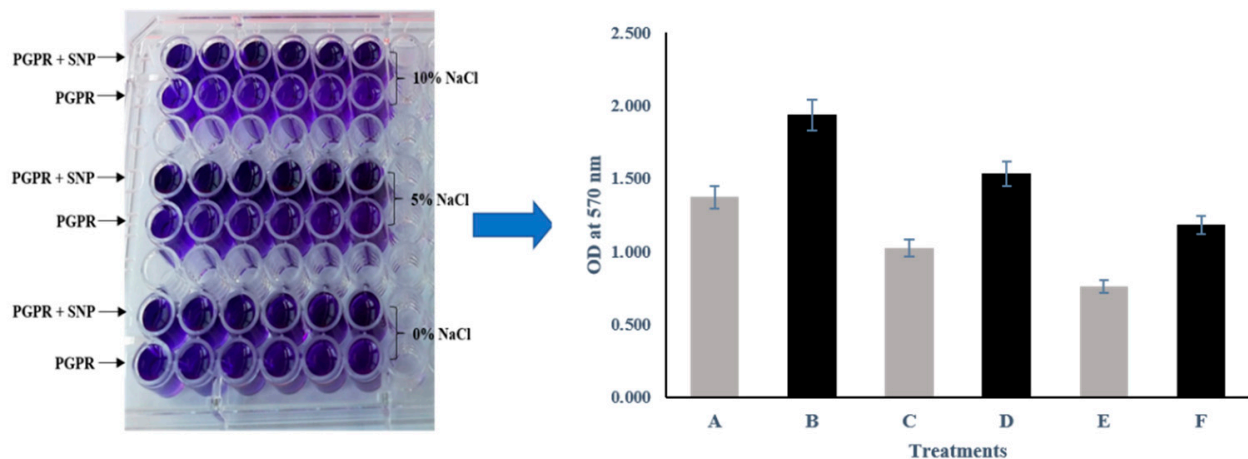 PGPR + SNP
PGPR
10% NaCl
PGPR + SNP
PGPR
5% NaCl
PGPR + SNP
PGPR
0% NaCl
2.500
2.000
1.500
1.000
0.500
0.000
OD at 570 nm
A B C D E F
Treatments